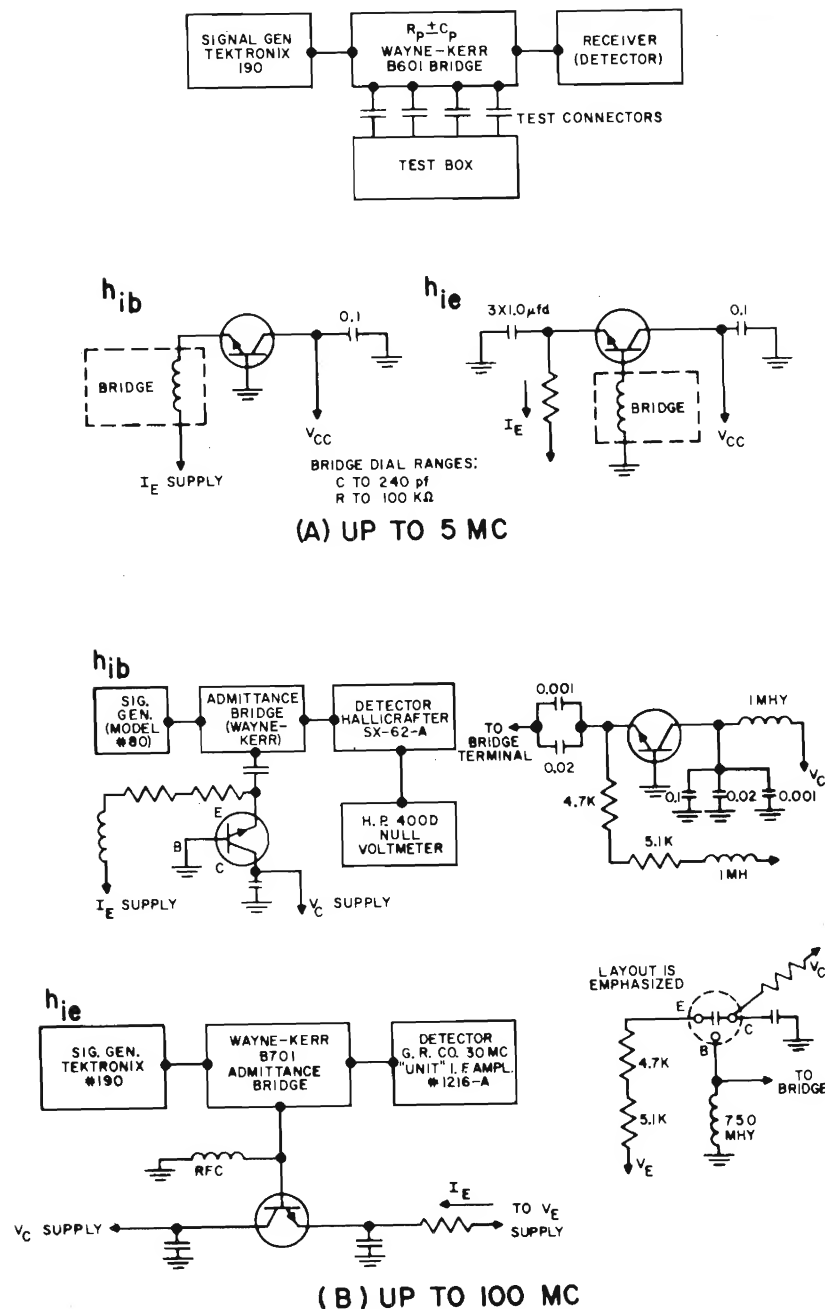 SIGNAL GEN
TEKTRONIX
190
Rp ± Cp
WAYNE-KERR
B601 BRIDGE
RECEIVER
(DETECTOR)
TEST CONNECTORS
TEST BOX
hib
BRIDGE
IE SUPPLY
0.1
VCC
hie
3X1.0µfd
IE
BRIDGE
0.1
VCC
BRIDGE DIAL RANGES:
C TO 240 pf
R TO 100 KΩ
(A) UP TO 5 MC
hib
SIG.
GEN.
(MODEL
#80)
ADMITTANCE
BRIDGE
(WAYNE-
KERR)
DETECTOR
HALLICRAFTER
SX-62-A
H.P. 400D
NULL
VOLTMETER
E
B
C
IE SUPPLY
VC SUPPLY
TO
BRIDGE
TERMINAL
0.001
0.02
1MHY
VC
0.1
0.02
0.001
4.7K
5.1K
1MH
hie
SIG. GEN.
TEKTRONIX
#190
WAYNE-KERR
B701
ADMITTANCE
BRIDGE
DETECTOR
G. R. CO. 30 MC
"UNIT" I. F. AMPL.
#1216-A
RFC
VC SUPPLY
IE
TO VE
SUPPLY
LAYOUT IS
EMPHASIZED
VC
E
C
B
4.7K
5.1K
VE
TO
BRIDGE
750
MHY
(B) UP TO 100 MC